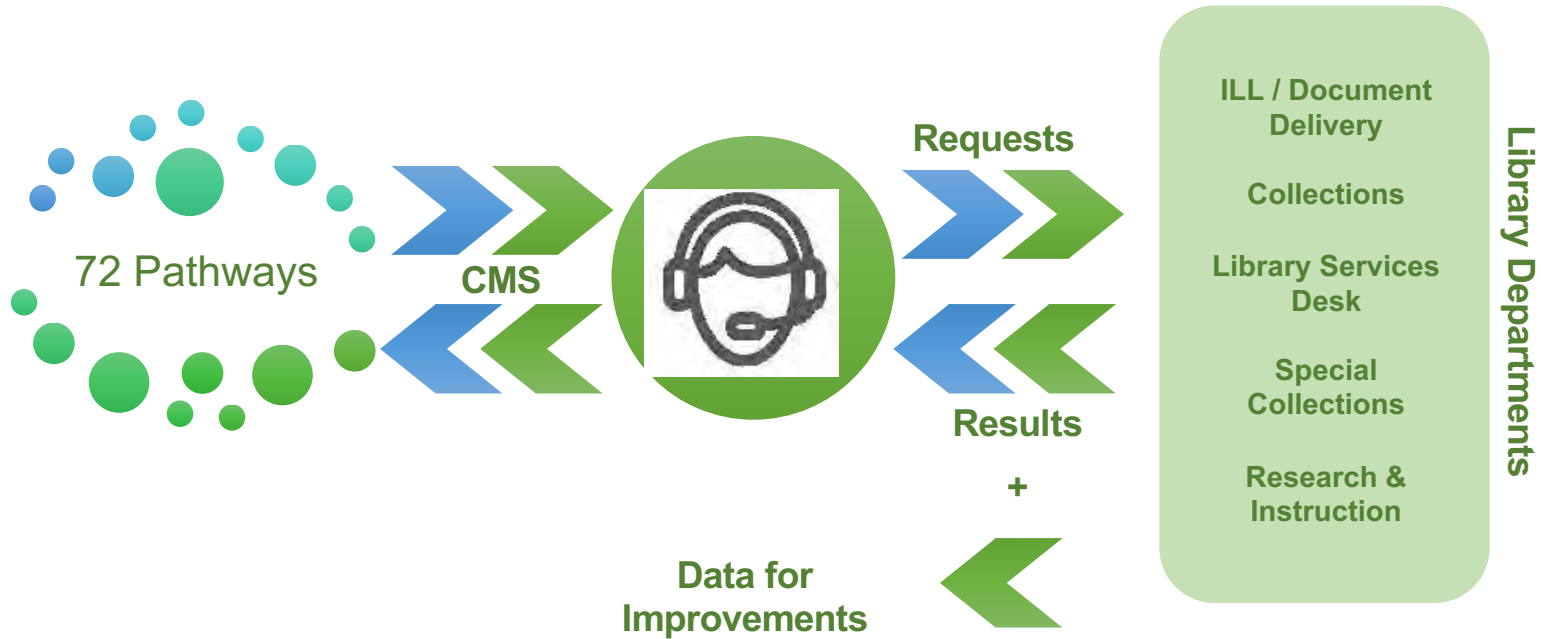 72 Pathways
CMS
Requests
Results
+
Data for
Improvements
ILL / Document
Delivery
Collections
Library Services
Desk
Special
Collections
Research &
Instruction
Library Departments